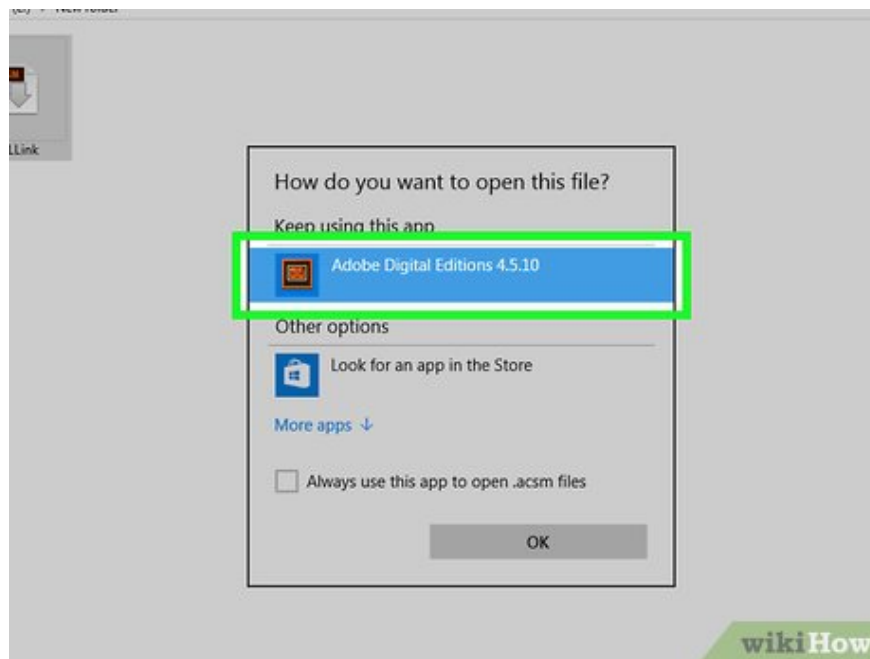 New folder
LLink
How do you want to open this file?
Keep using this app
Adobe Digital Editions 4.5.10
Other options
Look for an app in the Store
More apps ↓
Always use this app to open .acsm files
OK
wikiHow